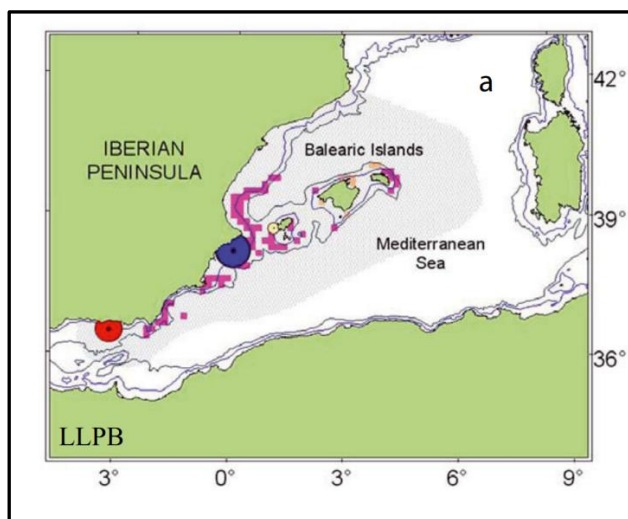 a
42°
IBERIAN
PENINSULA
Balearic Islands
39°
Mediterranean
Sea
36°
LLPB
3° 0° 3° 6° 9°